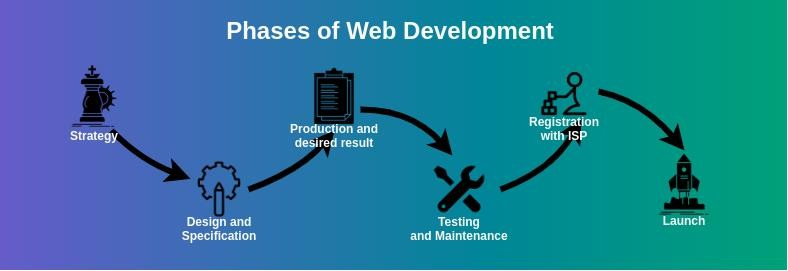 Phases of Web Development
Strategy
Design and
Specification
Production and
desired result
Testing
and Maintenance
Registration
with ISP
Launch